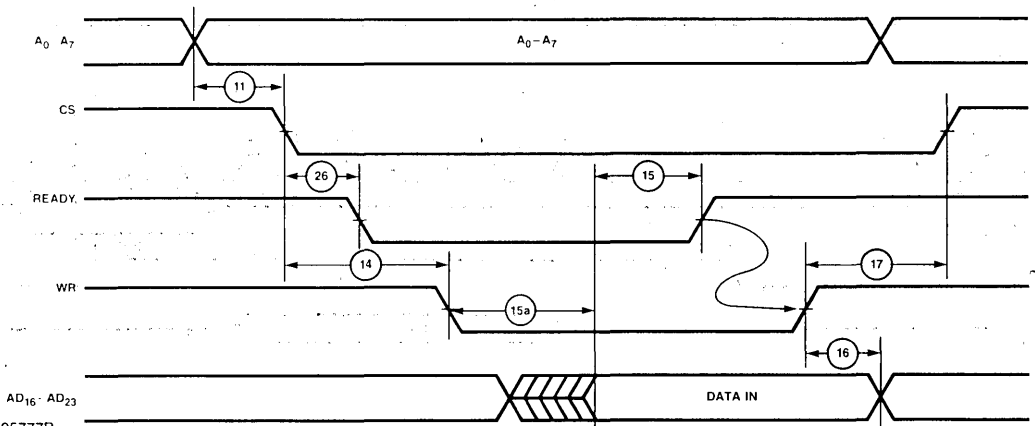 A0 A7
A0-A7
11
CS
26
15
READY.
14
17
WR
15a
16
AD16 - AD23
DATA IN